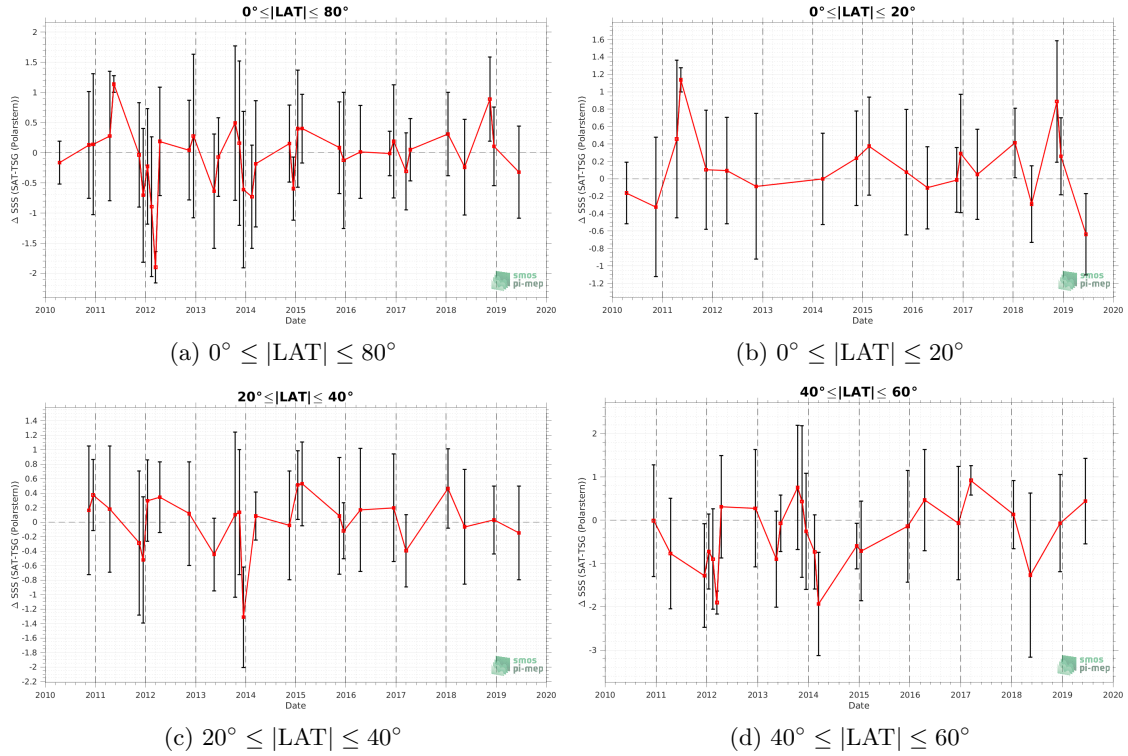 0°≤|LAT|≤ 80°
Δ SSS (SAT-TSG (Polarstern))
2
1.5
1
0.5
0
-0.5
-1
-1.5
-2
2010 2011 2012 2013 2014 2015 2016 2017 2018 2019 2020
Date
smos
pi-mep
(a) 0° ≤ |LAT| ≤ 80°
0°≤|LAT|≤ 20°
Δ SSS (SAT-TSG (Polarstern))
1.6
1.4
1.2
1
0.8
0.6
0.4
0.2
0
-0.2
-0.4
-0.6
-0.8
-1
-1.2
2010 2011 2012 2013 2014 2015 2016 2017 2018 2019 2020
Date
smos
pi-mep
(b) 0° ≤ |LAT| ≤ 20°
20°≤|LAT|≤ 40°
Δ SSS (SAT-TSG (Polarstern))
1.4
1.2
1
0.8
0.6
0.4
0.2
0
-0.2
-0.4
-0.6
-0.8
-1
-1.2
-1.4
-1.6
-1.8
-2
-2.2
2010 2011 2012 2013 2014 2015 2016 2017 2018 2019 2020
Date
smos
pi-mep
(c) 20° ≤ |LAT| ≤ 40°
40°≤|LAT|≤ 60°
Δ SSS (SAT-TSG (Polarstern))
2
1
0
-1
-2
-3
2010 2011 2012 2013 2014 2015 2016 2017 2018 2019 2020
Date
smos
pi-mep
(d) 40° ≤ |LAT| ≤ 60°